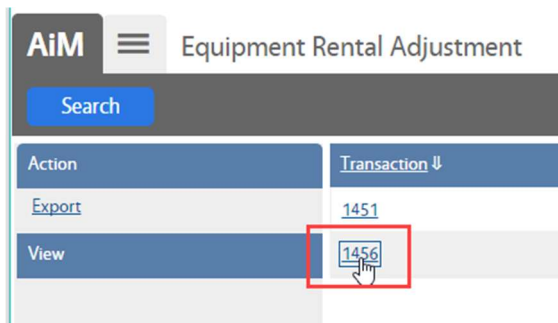 AiM Equipment Rental Adjustment
Search
Action Transaction ⇓
Export 1451
View 1456